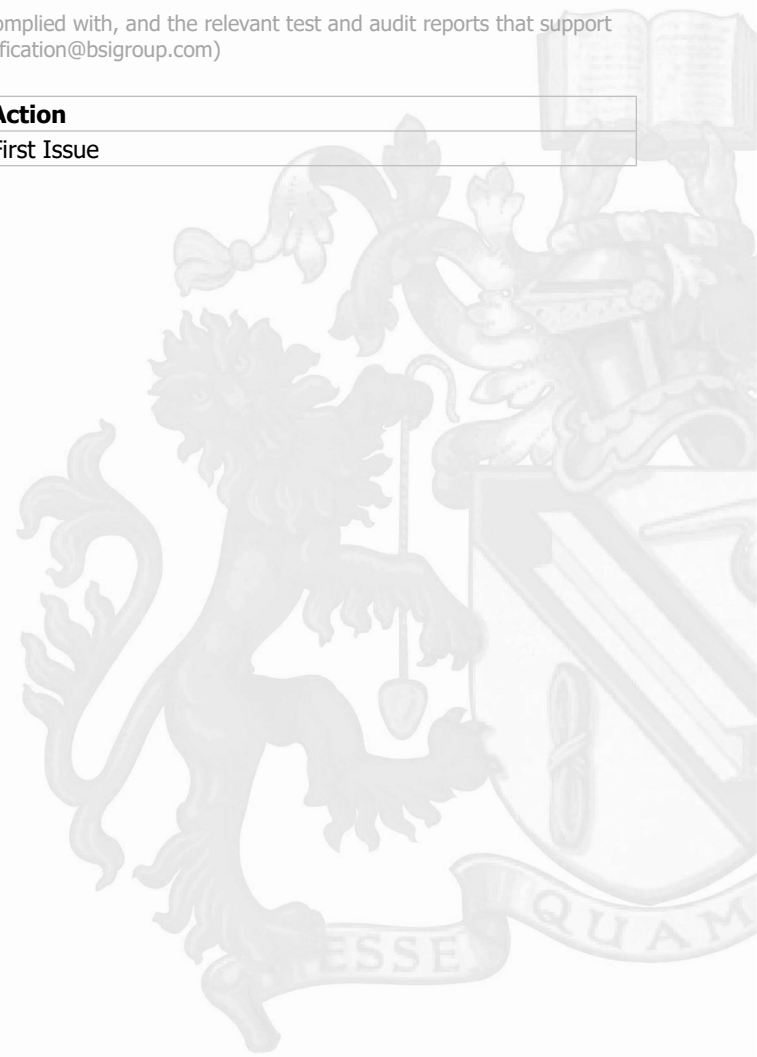 omplied with, and the relevant test and audit reports that support
fication@bsigroup.com)
Action
First Issue
ESSE QUAM